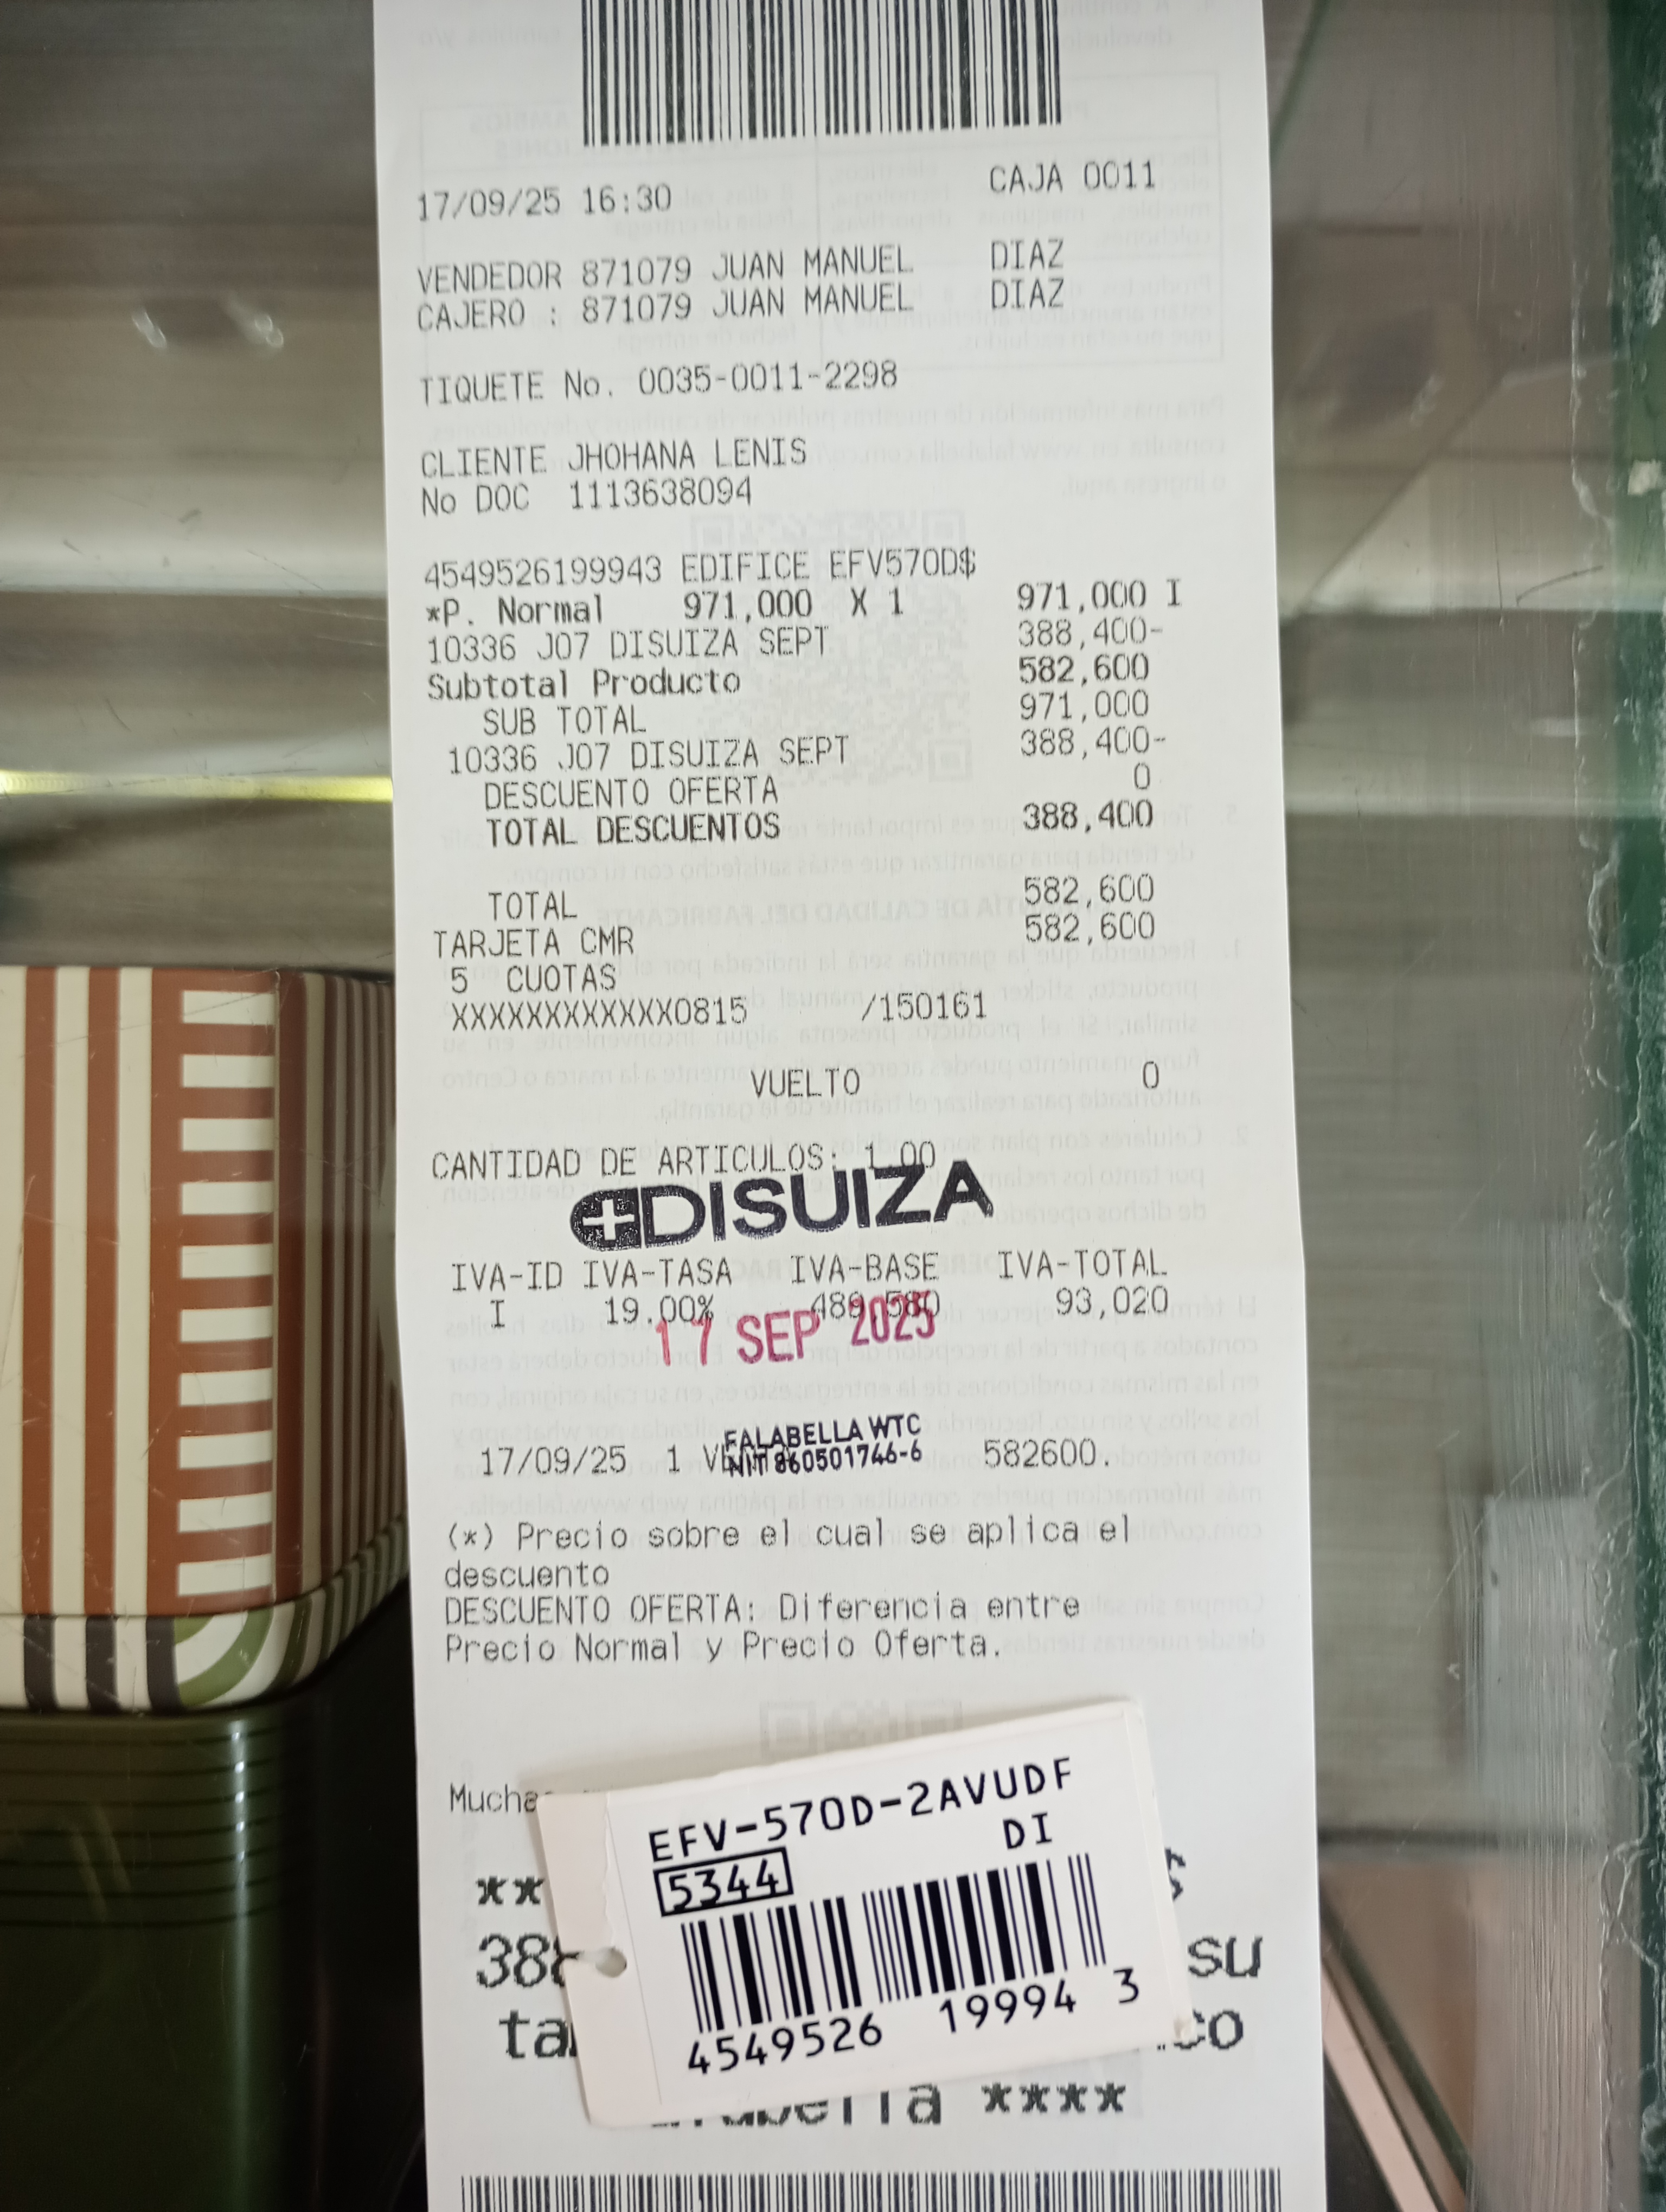 17/09/25 16:30 CAJA 0011
VENDEDOR 871079 JUAN MANUEL DIAZ
CAJERO : 871079 JUAN MANUEL DIAZ
TIQUETE No. 0035-0011-2298
CLIENTE JHOHANA LENIS
No DOC 1113638094
4549526199943 EDIFICE EFV570D$
*P. Normal 971,000 X 1 971,000 I
10336 J07 DISUIZA SEPT 388,400-
Subtotal Producto 582,600
SUB TOTAL 971,000
10336 J07 DISUIZA SEPT 388,400-
DESCUENTO OFERTA 0
TOTAL DESCUENTOS 388,400
TOTAL 582,600
TARJETA CMR 582,600
5 CUOTAS
XXXXXXXXXXXX0815 /150161
VUELTO 0
CANTIDAD DE ARTICULOS: 1.00
DISUIZA
IVA-ID IVA-TASA IVA-BASE IVA-TOTAL
I 19.00% 489,580 93,020
17 SEP 2025
FALABELLA WTC
NIT 860501746-6
17/09/25 1 582600.
(*) Precio sobre el cual se aplica el
descuento
DESCUENTO OFERTA: Diferencia entre
Precio Normal y Precio Oferta.
EFV-570D-2AVUDF
DI
5344
4549526 19994 3
**
su
****